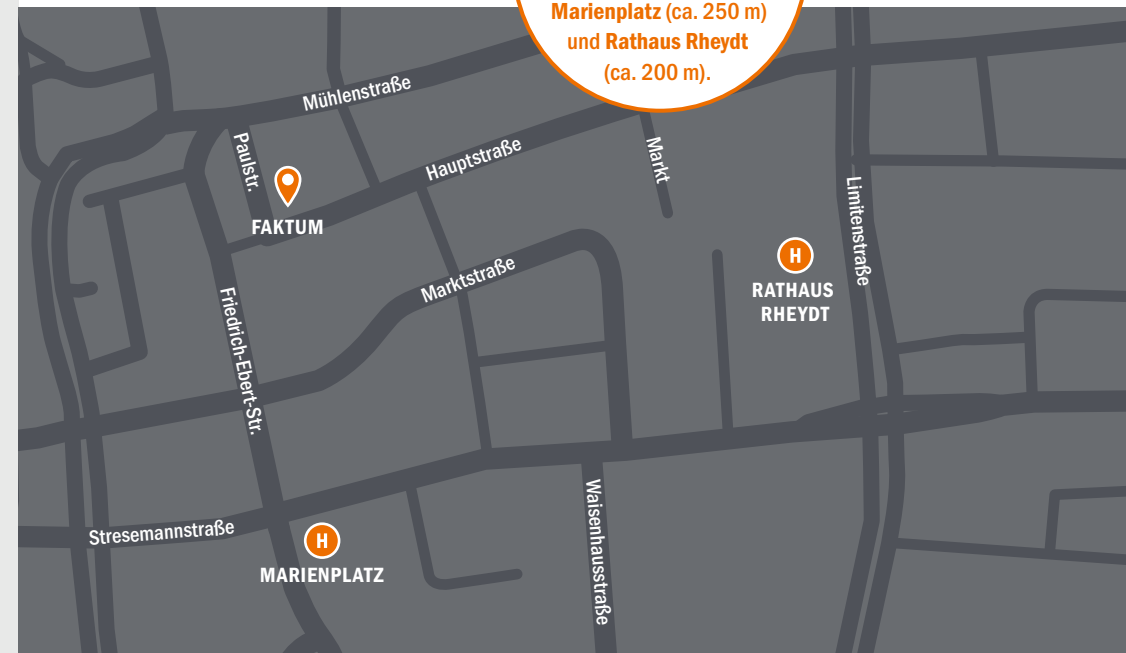 Marienplatz (ca. 250 m)
und Rathaus Rheydt
(ca. 200 m).
Mühlenstraße
Paulstr.
Hauptstraße
Markt
FAKTUM
Limitenstraße
Marktstraße
H
RATHAUS
RHEYDT
Friedrich-Ebert-Str.
Waisenhausstraße
Stresemannstraße
H
MARIENPLATZ